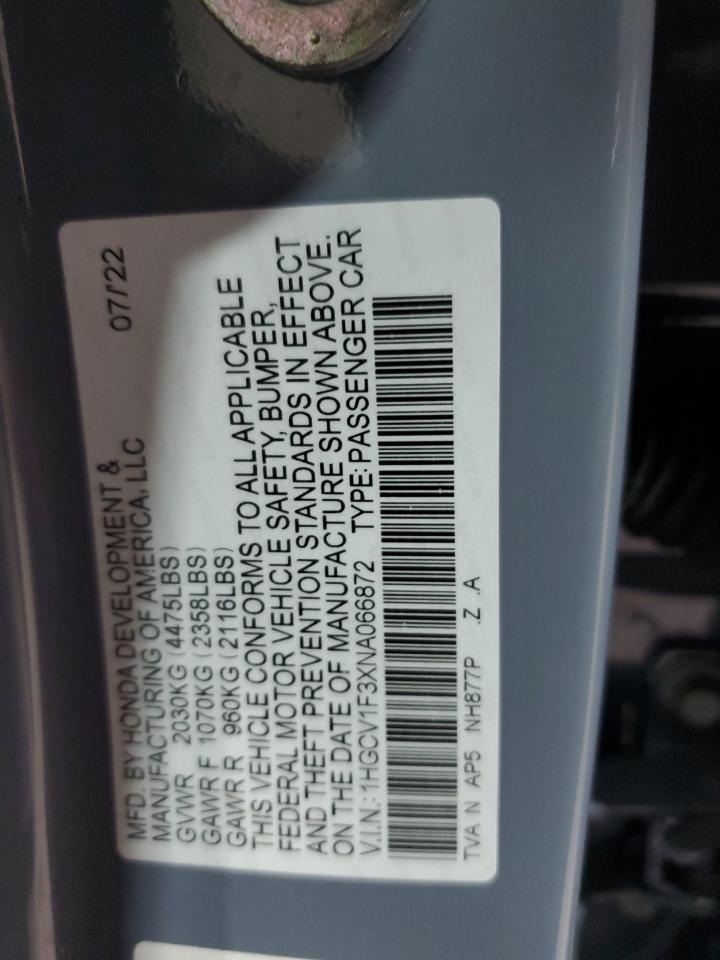 MFD. BY HONDA DEVELOPMENT & 07/'22
MANUFACTURING OF AMERICA, LLC
GVWR 2030KG (4475LBS)
GAWR F 1070KG (2358LBS)
GAWR R 960KG (2116LBS)
THIS VEHICLE CONFORMS TO ALL APPLICABLE
FEDERAL MOTOR VEHICLE SAFETY, BUMPER,
AND THEFT PREVENTION STANDARDS IN EFFECT
ON THE DATE OF MANUFACTURE SHOWN ABOVE.
V.I.N.: 1HGCV1F3XNA066872 TYPE: PASSENGER CAR
TVA N AP5 NH877P .Z .A